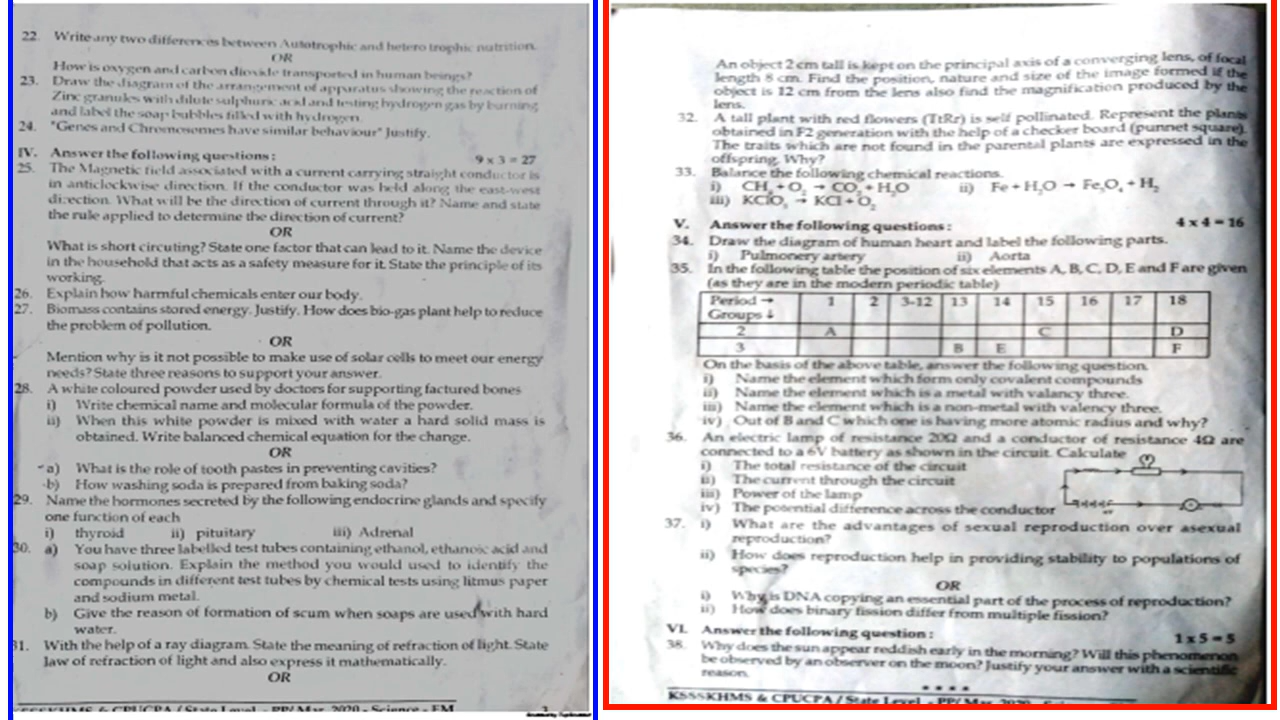 22. Write any two differences between Autotrophic and hetero trophic nutrition.
OR
How is oxygen and carbon dioxide transported in human beings?
23. Draw the diagram of the arrangement of apparatus showing the reaction of
Zinc granules with dilute sulphuric acid and testing hydrogen gas by burning
and label the soap bubbles filled with hydrogen.
24. "Genes and Chromosomes have similar behaviour" Justify.
IV. Answer the following questions : 9 x 3 = 27
25. The Magnetic field associated with a current carrying straight conductor is
in anticlockwise direction. If the conductor was held along the east-west
direction. What will be the direction of current through it? Name and state
the rule applied to determine the direction of current?
OR
What is short circuting? State one factor that can lead to it. Name the device
in the household that acts as a safety measure for it. State the principle of its
working.
26. Explain how harmful chemicals enter our body.
27. Biomass contains stored energy. Justify. How does bio-gas plant help to reduce
the problem of pollution.
OR
Mention why is it not possible to make use of solar cells to meet our energy
needs? State three reasons to support your answer.
28. A white coloured powder used by doctors for supporting factured bones
i) Write chemical name and molecular formula of the powder.
ii) When this white powder is mixed with water a hard solid mass is
obtained. Write balanced chemical equation for the change.
OR
a) What is the role of tooth pastes in preventing cavities?
b) How washing soda is prepared from baking soda?
29. Name the hormones secreted by the following endocrine glands and specify
one function of each
i) thyroid ii) pituitary iii) Adrenal
30. a) You have three labelled test tubes containing ethanol, ethanoic acid and
soap solution. Explain the method you would used to identify the
compounds in different test tubes by chemical tests using litmus paper
and sodium metal.
b) Give the reason of formation of scum when soaps are used with hard
water.
31. With the help of a ray diagram. State the meaning of refraction of light. State
law of refraction of light and also express it mathematically.
OR
An object 2 cm tall is kept on the principal axis of a converging lens, of focal
length 8 cm. Find the position, nature and size of the image formed if the
object is 12 cm from the lens also find the magnification produced by the
lens.
32. A tall plant with red flowers (TtRr) is self pollinated. Represent the plants
obtained in F2 generation with the help of a checker board (punnet square).
The traits which are not found in the parental plants are expressed in the
offspring. Why?
33. Balance the following chemical reactions.
i) CH₄ + O₂ → CO₂ + H₂O ii) Fe + H₂O → Fe₃O₄ + H₂
iii) KClO₃ → KCl + O₂
V. Answer the following questions : 4 x 4 = 16
34. Draw the diagram of human heart and label the following parts.
i) Pulmonery artery ii) Aorta
35. In the following table the position of six elements A, B, C, D, E and F are given
(as they are in the modern periodic table)
Period → 1 2 3-12 13 14 15 16 17 18
Groups ↓
2 A C D
3 B E F
On the basis of the above table, answer the following question.
i) Name the element which form only covalent compounds
ii) Name the element which is a metal with valancy three.
iii) Name the element which is a non-metal with valency three.
iv) Out of B and C which one is having more atomic radius and why?
36. An electric lamp of resistance 20Ω and a conductor of resistance 4Ω are
connected to a 6V battery as shown in the circuit. Calculate
i) The total resistance of the circuit
ii) The current through the circuit
iii) Power of the lamp
iv) The potential difference across the conductor
37. i) What are the advantages of sexual reproduction over asexual
reproduction?
ii) How does reproduction help in providing stability to populations of
species?
OR
i) Why is DNA copying an essential part of the process of reproduction?
ii) How does binary fission differ from multiple fission?
VI. Answer the following question : 1 x 5 = 5
38. Why does the sun appear reddish early in the morning? Will this phenomenon
be observed by an observer on the moon? Justify your answer with a scientific
reason.
* * * *
KSSSKHMS & CPUCPA / State Level